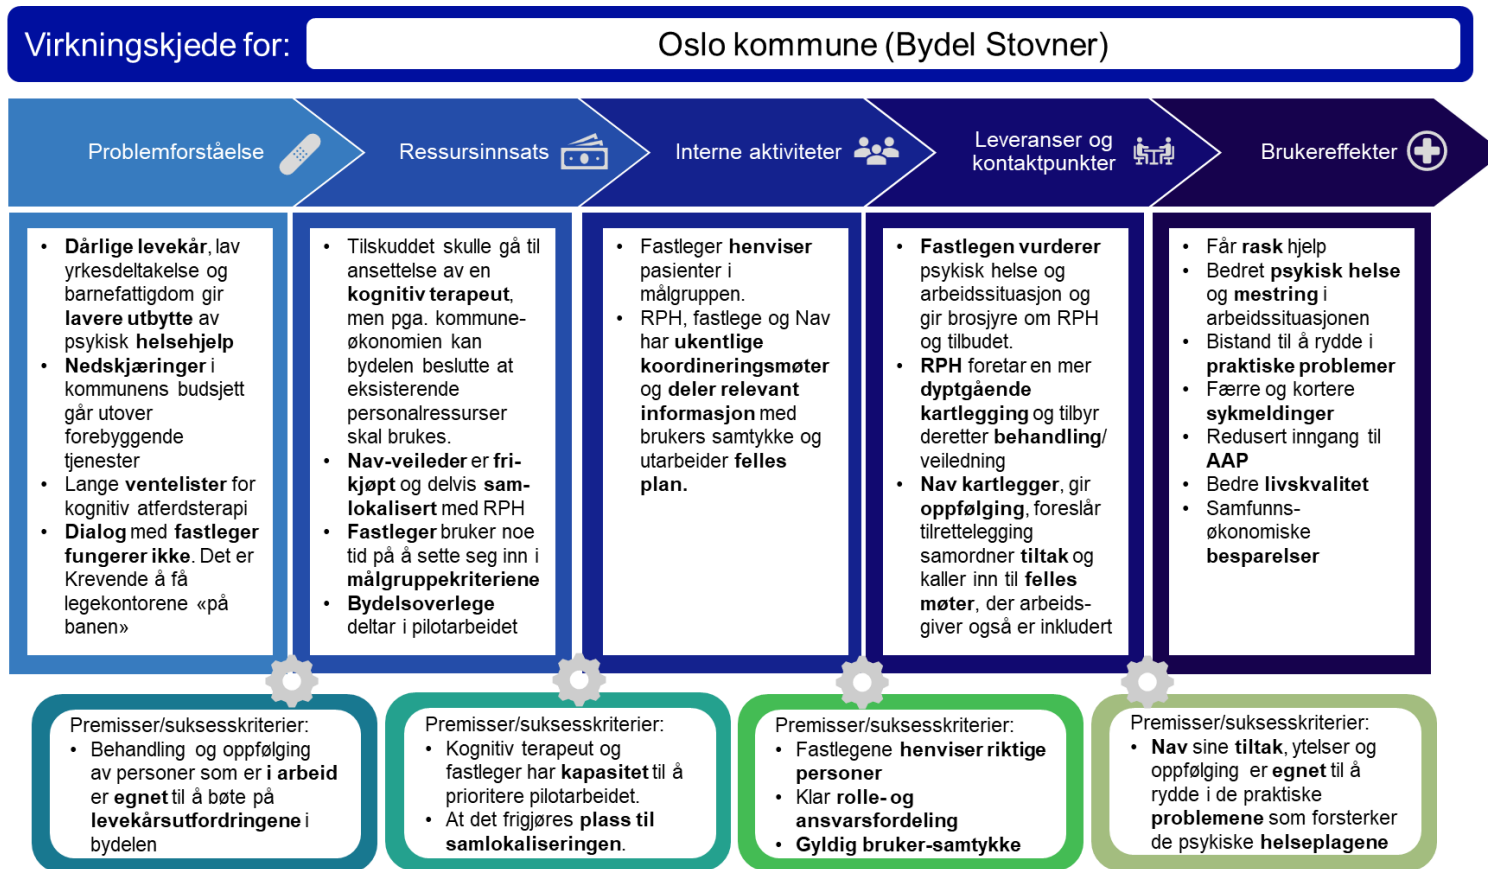 Virkningskjede for:
Oslo kommune (Bydel Stovner)
Problemforståelse
Ressursinnsats
Interne aktiviteter
Leveranser og
kontaktpunkter
Brukereffekter
• Dårlige levekår, lav
yrkesdeltakelse og
barnefattigdom gir
lavere utbytte av
psykisk helsehjelp
• Nedskjæringer i
kommunens budsjett
går utover
forebyggende
tjenester
• Lange ventelister for
kognitiv atferdsterapi
• Dialog med fastleger
fungerer ikke. Det er
Krevende å få
legekontorene «på
banen»
• Tilskuddet skulle gå til
ansettelse av en
kognitiv terapeut,
men pga. kommune-
økonomien kan
bydelen beslutte at
eksisterende
personalressurser
skal brukes.
• Nav-veileder er fri-
kjøpt og delvis sam-
lokalisert med RPH
• Fastleger bruker noe
tid på å sette seg inn i
målgruppekriteriene
• Bydelsoverlege
deltar i pilotarbeidet
• Fastleger henviser
pasienter i
målgruppen.
• RPH, fastlege og Nav
har ukentlige
koordineringsmøter
og deler relevant
informasjon med
brukers samtykke og
utarbeider felles
plan.
• Fastlegen vurderer
psykisk helse og
arbeidssituasjon og
gir brosjyre om RPH
og tilbudet.
• RPH foretar en mer
dyptgående
kartlegging og tilbyr
deretter behandling/
veiledning
• Nav kartlegger, gir
oppfølging, foreslår
tilrettelegging
samordner tiltak og
kaller inn til felles
møter, der arbeids-
giver også er inkludert
• Får rask hjelp
• Bedret psykisk helse
og mestring i
arbeidssituasjonen
• Bistand til å rydde i
praktiske problemer
• Færre og kortere
sykmeldinger
• Redusert inngang til
AAP
• Bedre livskvalitet
• Samfunns-
økonomiske
besparelser
Premisser/suksesskriterier:
• Behandling og oppfølging
av personer som er i arbeid
er egnet til å bøte på
levekårsutfordringene i
bydelen
Premisser/suksesskriterier:
• Kognitiv terapeut og
fastleger har kapasitet til å
prioritere pilotarbeidet.
• At det frigjøres plass til
samlokaliseringen.
Premisser/suksesskriterier:
• Fastlegene henviser riktige
personer
• Klar rolle- og
ansvarsfordeling
• Gyldig bruker-samtykke
Premisser/suksesskriterier:
• Nav sine tiltak, ytelser og
oppfølging er egnet til å
rydde i de praktiske
problemene som forsterker
de psykiske helseplagene